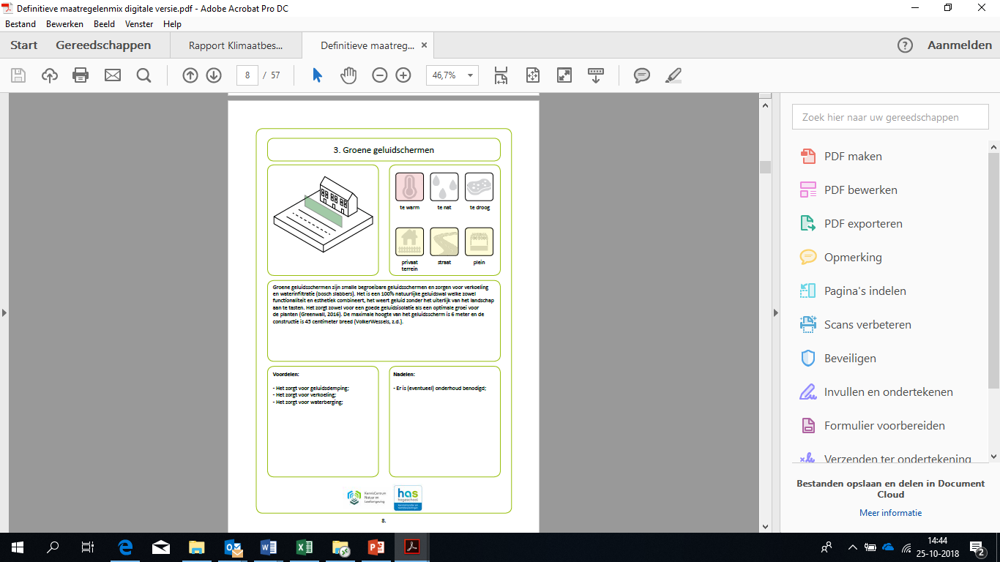 Definitieve maatregelenmix digitale versie.pdf - Adobe Acrobat Pro DC
Bestand Bewerken Beeld Venster Help
Start Gereedschappen Rapport Klimaatbes... Definitieve maatreg... Aanmelden
8 / 57 46,7%
3. Groene geluidschermen
te warm te nat te droog
privaat terrein straat plein
Groene geluidsschermen zijn smalle begroeibare geluidsschermen en zorgen voor verkoeling
en waterinfiltratie (bosch slabbers). Het is een 100% natuurlijke geluidswal welke zowel
functionaliteit en esthetiek combineert, het weert geluid zonder het uiterlijk van het landschap
aan te tasten. Het zorgt zowel voor een goede geluidsisolatie als een optimale groei voor
de planten (Greenwall, 2016). De maximale hoogte van het geluidsscherm is 6 meter en de
constructie is 45 centimeter breed (VolkerWessels, z.d.).
Voordelen:
- Het zorgt voor geluidsdemping;
- Het zorgt voor verkoeling;
- Het zorgt voor waterberging;
Nadelen:
- Er is (eventueel) onderhoud benodigd;
KennisCentrum
Natuur en
Leefomgeving
has
hogeschool
8.
Zoek hier naar uw gereedschappen
PDF maken
PDF bewerken
PDF exporteren
Opmerking
Pagina's indelen
Scans verbeteren
Beveiligen
Invullen en ondertekenen
Formulier voorbereiden
Verzenden ter ondertekening
Bestanden opslaan en delen in Document
Cloud
Meer informatie
14:44
25-10-2018
2